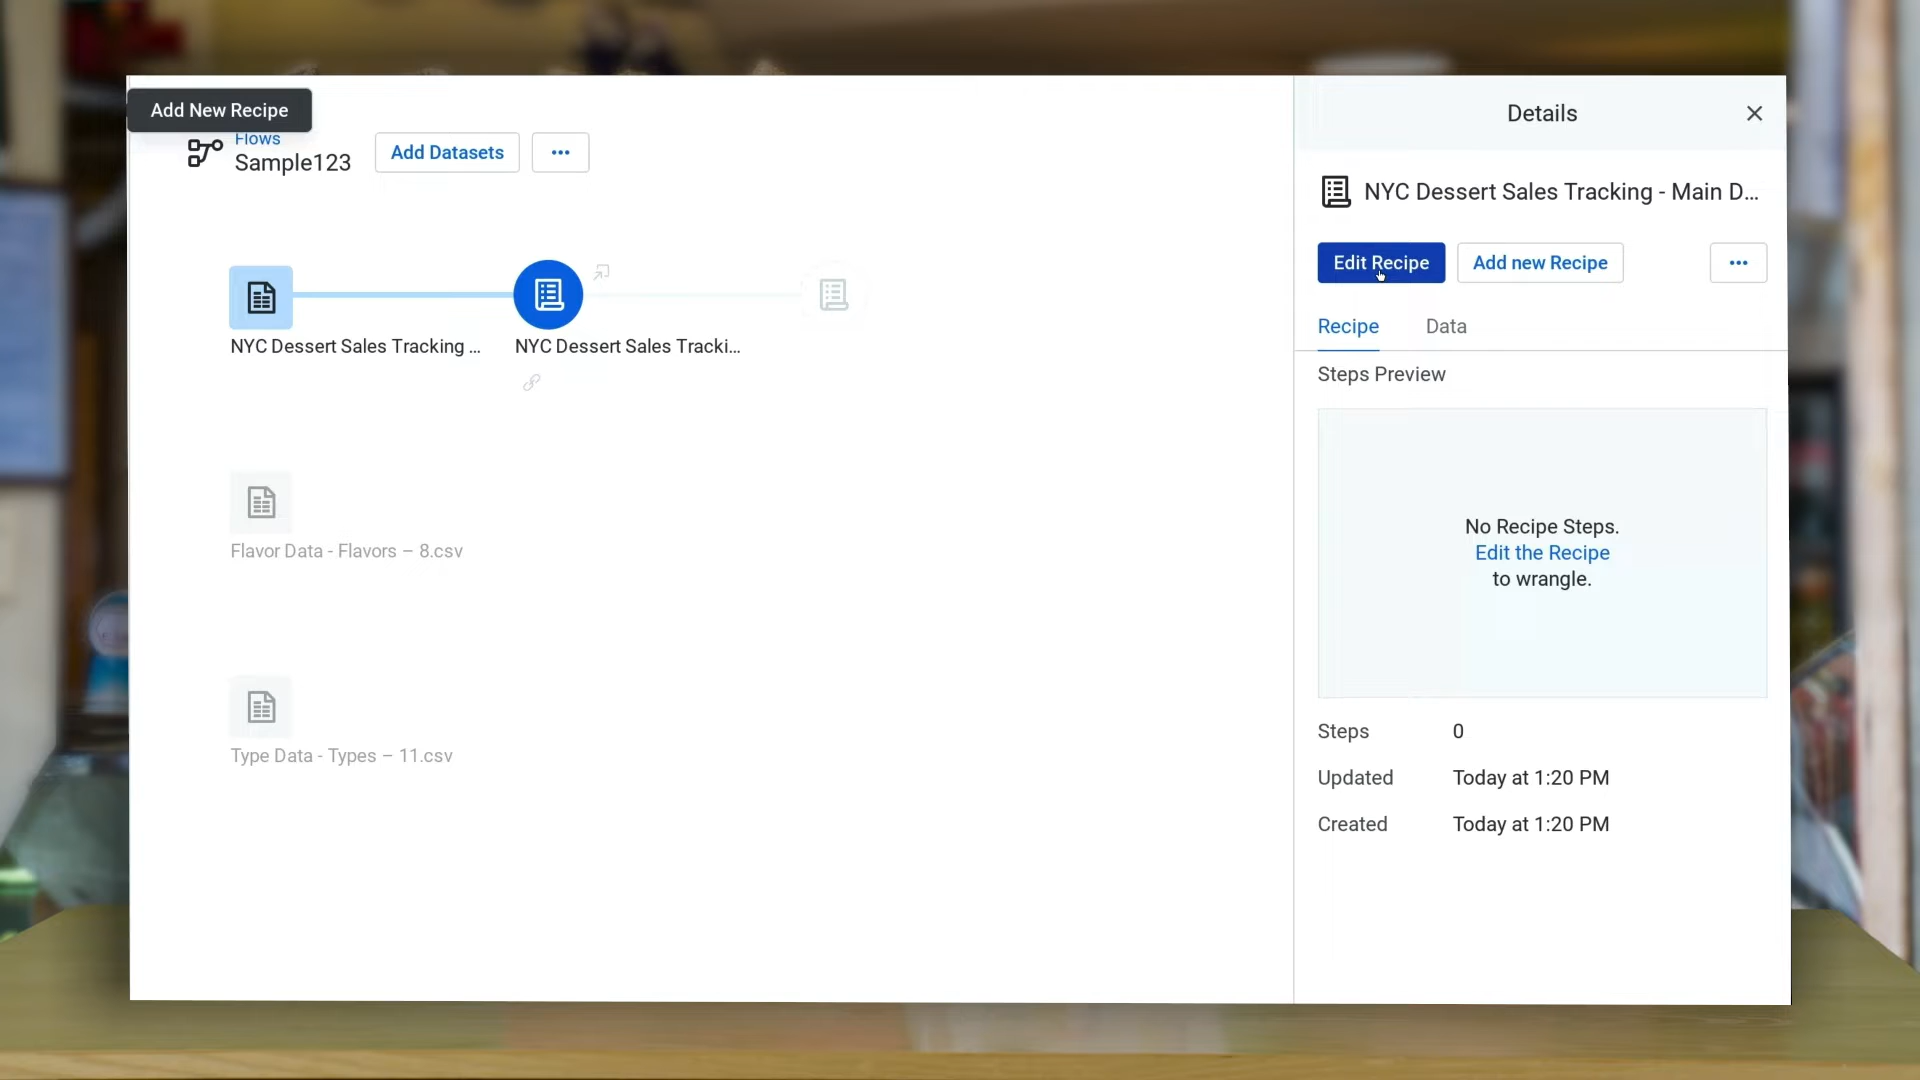 Add New Recipe
Flows
Sample123
Add Datasets
...
NYC Dessert Sales Tracking ...
NYC Dessert Sales Tracki...
Flavor Data - Flavors – 8.csv
Type Data - Types – 11.csv
Details
NYC Dessert Sales Tracking - Main D...
Edit Recipe
Add new Recipe
...
Recipe
Data
Steps Preview
No Recipe Steps.
Edit the Recipe
to wrangle.
Steps
0
Updated
Today at 1:20 PM
Created
Today at 1:20 PM